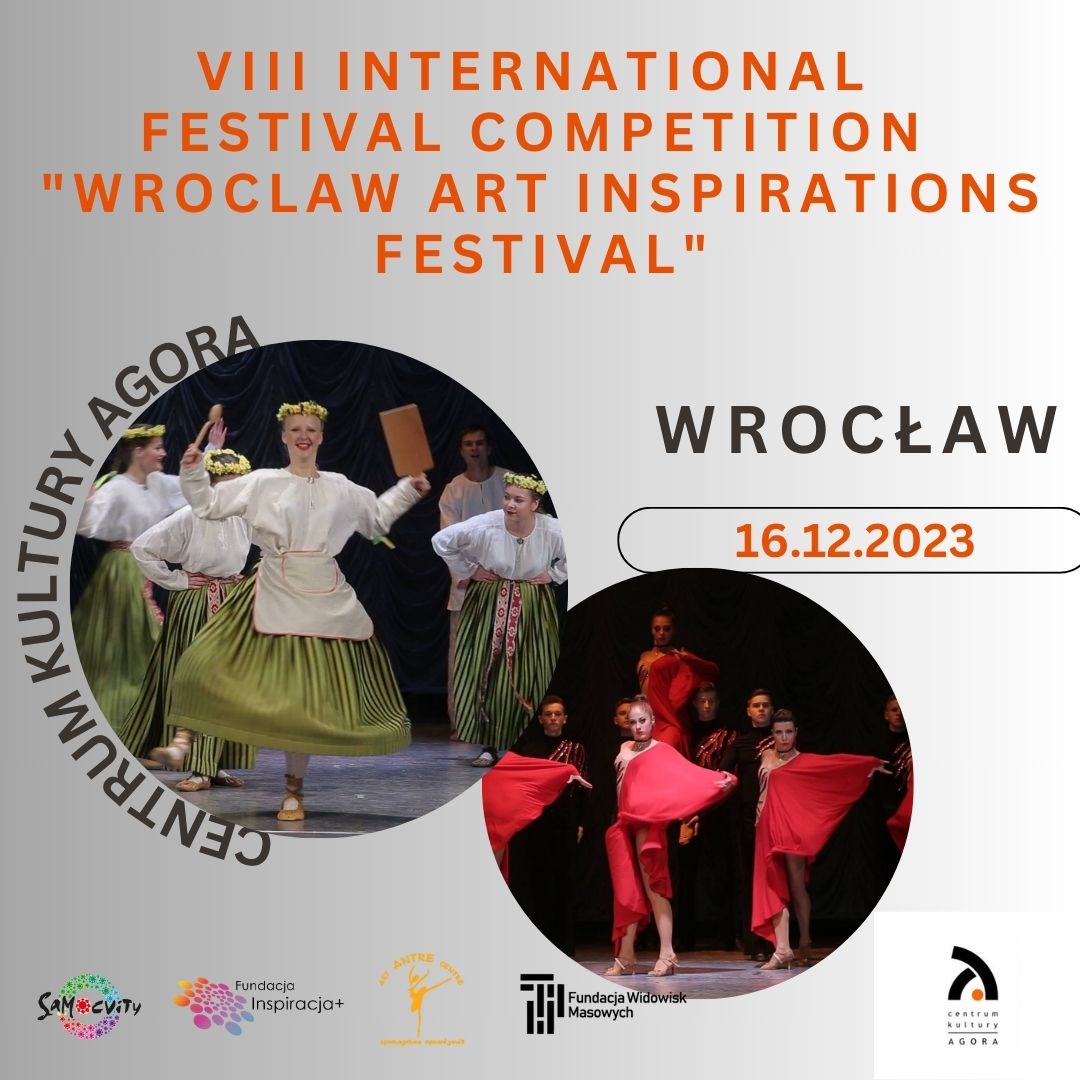 VIII INTERNATIONAL
FESTIVAL COMPETITION
"WROCLAW ART INSPIRATIONS
FESTIVAL"
CENTRUM KULTURY AGORA
WROCŁAW
16.12.2023
SAMOCVITY
Fundacja
Inspiracja+
ART ANTRE CENTRE
Fundacja Widowisk
Masowych
centrum
kultury
AGORA